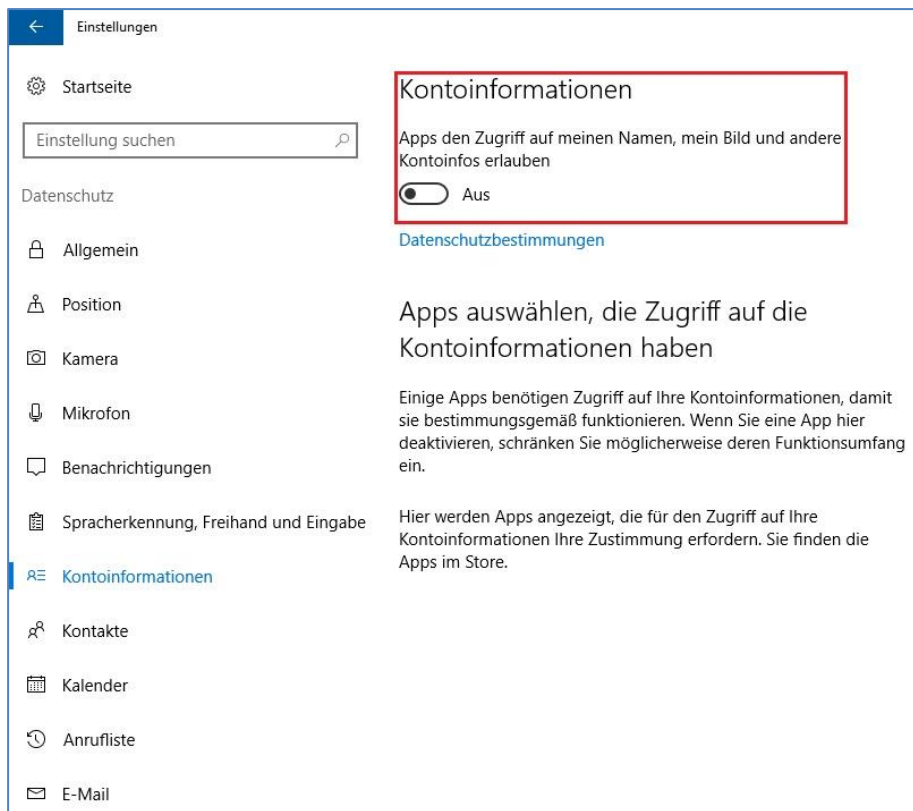 Einstellungen
Startseite
Einstellung suchen
Datenschutz
Allgemein
Position
Kamera
Mikrofon
Benachrichtigungen
Spracherkennung, Freihand und Eingabe
Kontoinformationen
Kontakte
Kalender
Anrufliste
E-Mail
Kontoinformationen
Apps den Zugriff auf meinen Namen, mein Bild und andere
Kontoinfos erlauben
Aus
Datenschutzbestimmungen
Apps auswählen, die Zugriff auf die
Kontoinformationen haben
Einige Apps benötigen Zugriff auf Ihre Kontoinformationen, damit
sie bestimmungsgemäß funktionieren. Wenn Sie eine App hier
deaktivieren, schränken Sie möglicherweise deren Funktionsumfang
ein.
Hier werden Apps angezeigt, die für den Zugriff auf Ihre
Kontoinformationen Ihre Zustimmung erfordern. Sie finden die
Apps im Store.